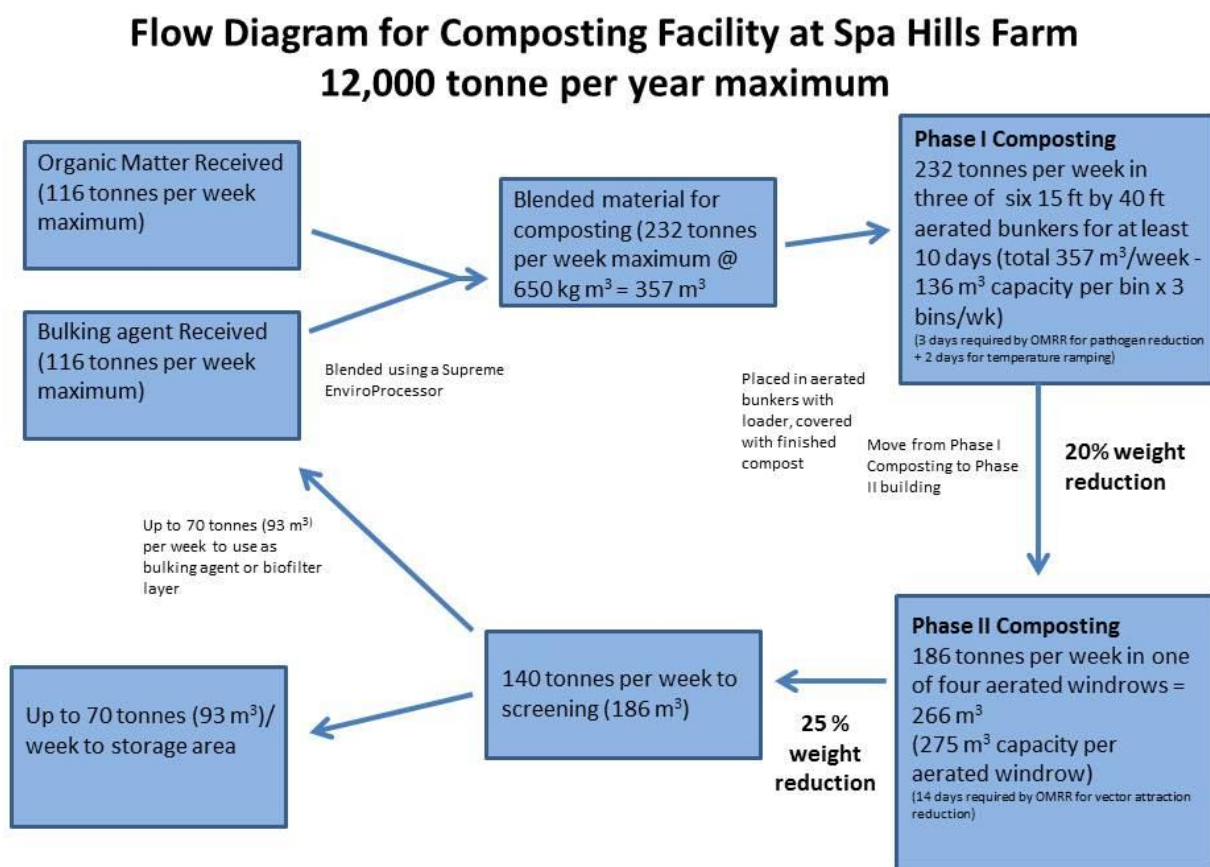 Flow Diagram for Composting Facility at Spa Hills Farm
12,000 tonne per year maximum
Organic Matter Received
(116 tonnes per week
maximum)
Bulking agent Received
(116 tonnes per week
maximum)
Blended using a Supreme
EnviroProcessor
Blended material for
composting (232 tonnes
per week maximum @
650 kg m³ = 357 m³
Placed in aerated
bunkers with
loader, covered
with finished
compost
Phase I Composting
232 tonnes per week in
three of six 15 ft by 40 ft
aerated bunkers for at least
10 days (total 357 m³/week -
136 m³ capacity per bin x 3
bins/wk)
(3 days required by OMRR for pathogen reduction
+ 2 days for temperature ramping)
Move from Phase I
Composting to Phase
II building
20% weight
reduction
Phase II Composting
186 tonnes per week in one
of four aerated windrows =
266 m³
(275 m³ capacity per
aerated windrow)
(14 days required by OMRR for vector attraction
reduction)
25 %
weight
reduction
140 tonnes per week to
screening (186 m³)
Up to 70 tonnes (93 m³)
per week to use as
bulking agent or biofilter
layer
Up to 70 tonnes (93 m³)/
week to storage area